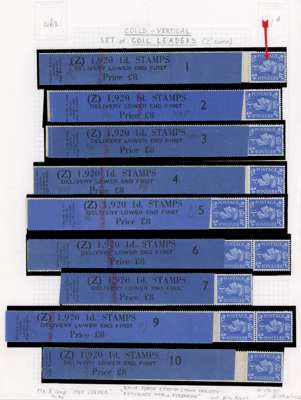 COILS - VERTICAL
SET of COIL LEADERS
(Z) 1,920 1d. STAMPS 1
DELIVERY LOWER END FIRST
Price £8
(Z) 1,920 1d. STAMPS 2
DELIVERY LOWER END FIRST
Price £8
(Z) 1,920 1d. STAMPS 3
DELIVERY LOWER END FIRST
Price £8
(Z) 1,920 1d. STAMPS 4
DELIVERY LOWER END FIRST
Price £8
(Z) 1,920 1d. STAMPS 5
DELIVERY LOWER END FIRST
Price £8
(Z) 1,920 1d. STAMPS 6
DELIVERY LOWER END FIRST
Price £8
(Z) 1,920 1d. STAMPS 7
DELIVERY LOWER END FIRST
Price £8
(Z) 1,920 1d. STAMPS 9
DELIVERY LOWER END FIRST
Price £8
(Z) 1,920 1d. STAMPS 10
DELIVERY LOWER END FIRST
Price £8